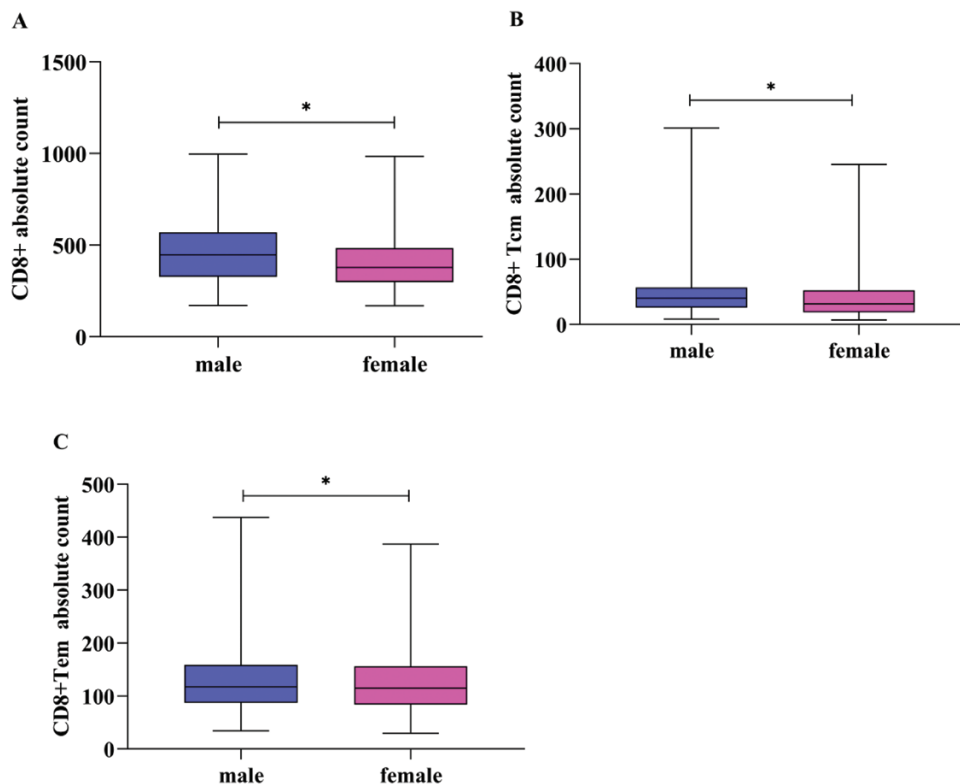 A
CD8+ absolute count
1500
1000
500
0
*
male
female
B
CD8+ Tcm absolute count
400
300
200
100
0
*
male
female
C
CD8+Tem absolute count
500
400
300
200
100
0
*
male
female